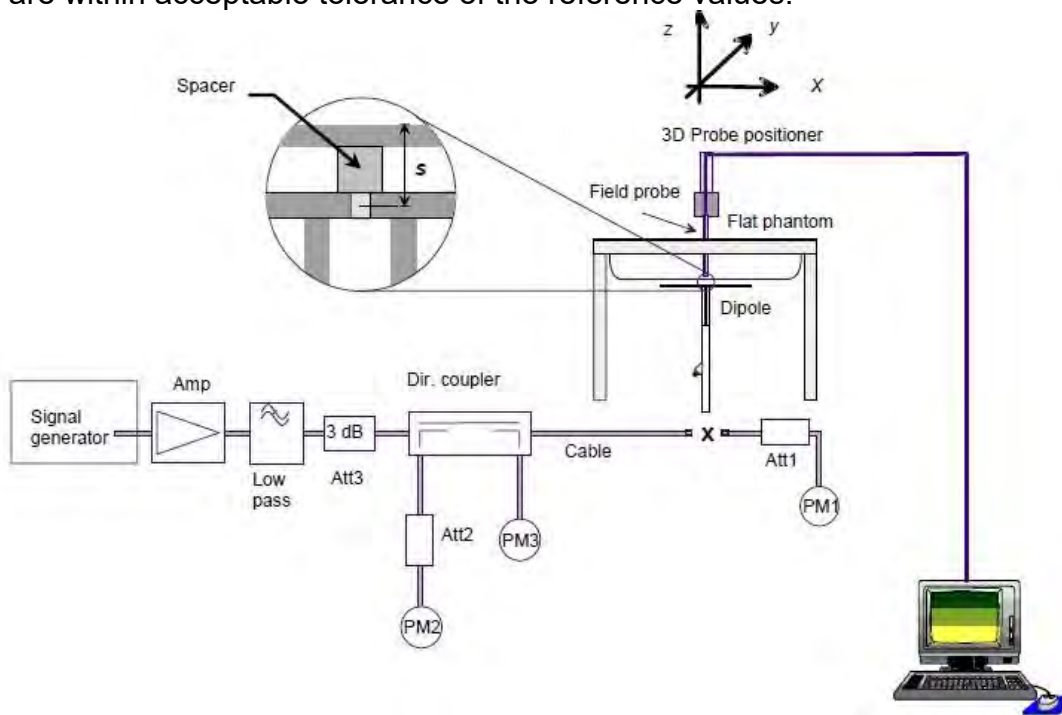 are within acceptable tolerance of the reference values.
z
y
x
Spacer
s
3D Probe positioner
Field probe
Flat phantom
Dipole
Signal
generator
Amp
Low
pass
3 dB
Att3
Dir. coupler
Cable
X
Att1
PM1
Att2
PM3
PM2